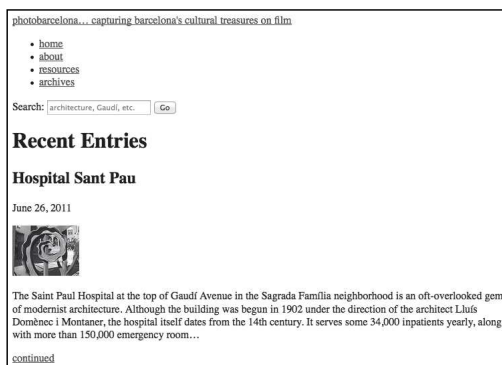 photobarcelona… capturing barcelona's cultural treasures on film
• home
• about
• resources
• archives
Search: architecture, Gaudí, etc. Go
Recent Entries
Hospital Sant Pau
June 26, 2011
The Saint Paul Hospital at the top of Gaudí Avenue in the Sagrada Família neighborhood is an oft-overlooked gem
of modernist architecture. Although the building was begun in 1902 under the direction of the architect Lluís
Domènec i Montaner, the hospital itself dates from the 14th century. It serves some 34,000 inpatients yearly, along
with more than 150,000 emergency room…
continued